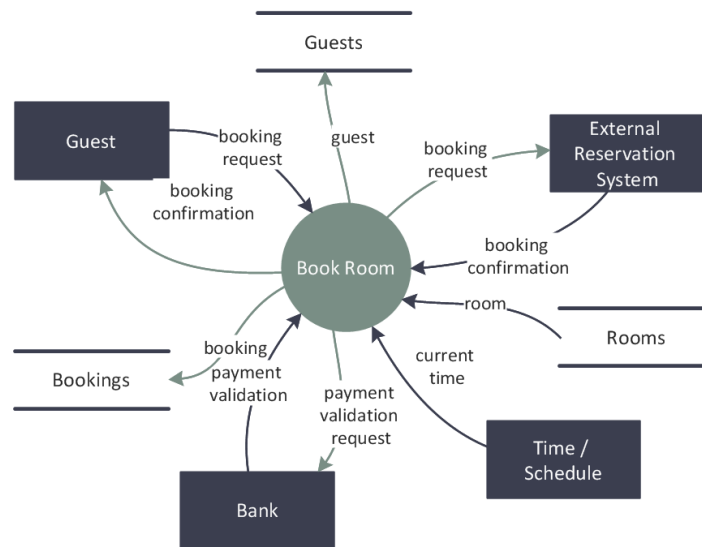 Guests
Guest
booking
request
guest
booking
request
External
Reservation
System
booking
confirmation
Book Room
booking
confirmation
room
Rooms
Bookings
booking
payment
validation
payment
validation
request
current
time
Time /
Schedule
Bank